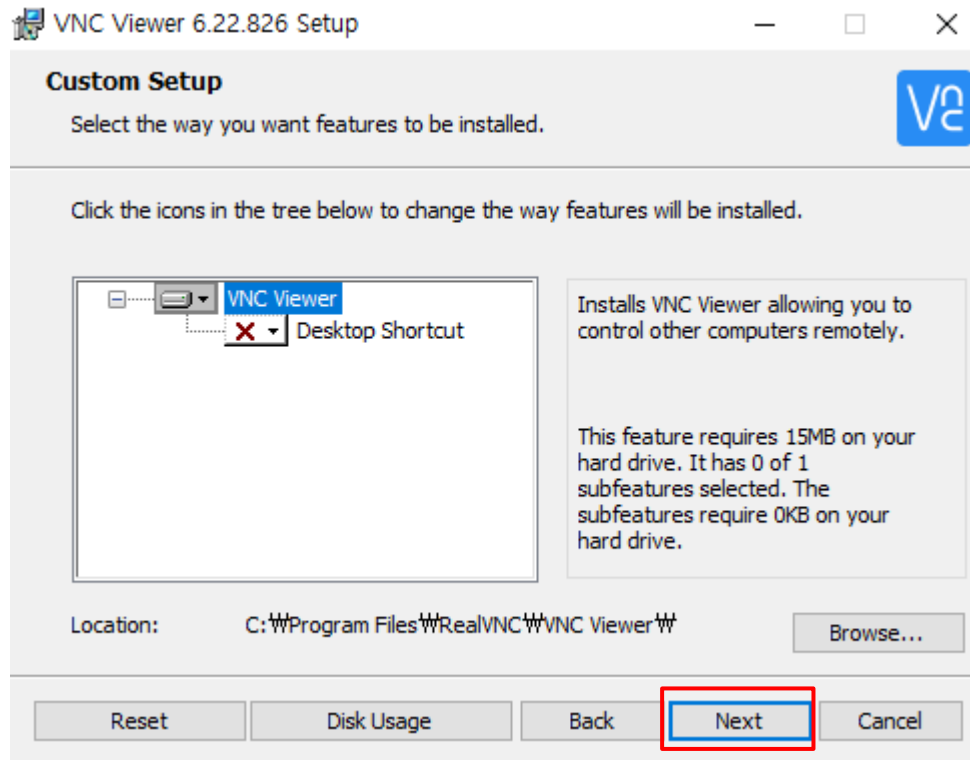 VNC Viewer 6.22.826 Setup
Custom Setup
Select the way you want features to be installed.
VNC
Click the icons in the tree below to change the way features will be installed.
VNC Viewer
Desktop Shortcut
Installs VNC Viewer allowing you to
control other computers remotely.
This feature requires 15MB on your
hard drive. It has 0 of 1
subfeatures selected. The
subfeatures require 0KB on your
hard drive.
Location: C:₩Program Files₩RealVNC₩VNC Viewer₩
Browse...
Reset Disk Usage Back Next Cancel